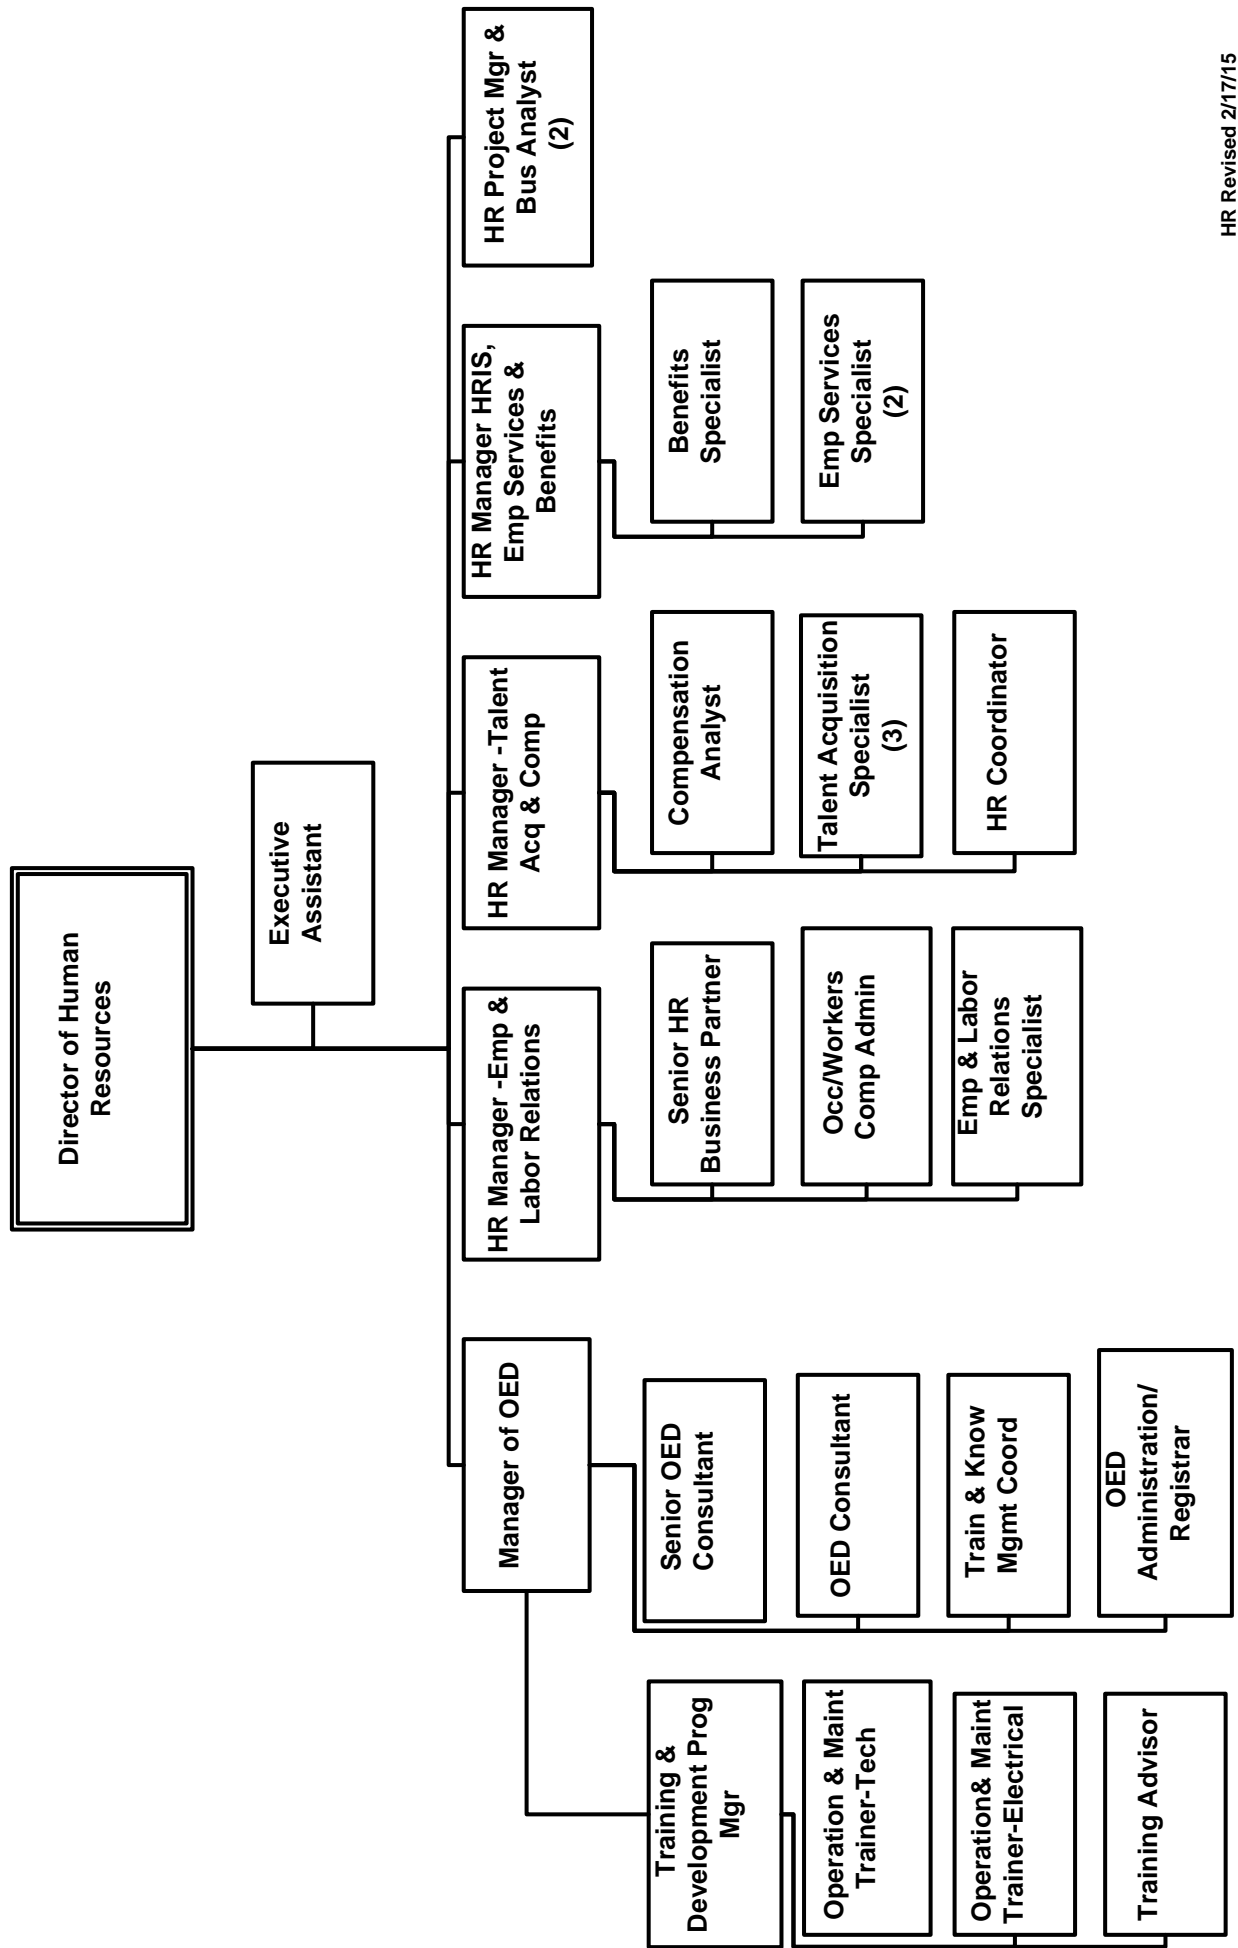 Director of Human
Resources
Executive
Assistant
Manager of OED
HR Manager -Emp &
Labor Relations
HR Manager -Talent
Acq & Comp
HR Manager HRIS,
Emp Services &
Benefits
HR Project Mgr &
Bus Analyst
(2)
Training &
Development Prog
Mgr
Operation & Maint
Trainer-Tech
Operation& Maint
Trainer-Electrical
Training Advisor
Senior OED
Consultant
OED Consultant
Train & Know
Mgmt Coord
OED
Administration/
Registrar
Senior HR
Business Partner
Occ/Workers
Comp Admin
Emp & Labor
Relations
Specialist
Compensation
Analyst
Talent Acquisition
Specialist
(3)
HR Coordinator
Benefits
Specialist
Emp Services
Specialist
(2)
HR Revised 2/17/15